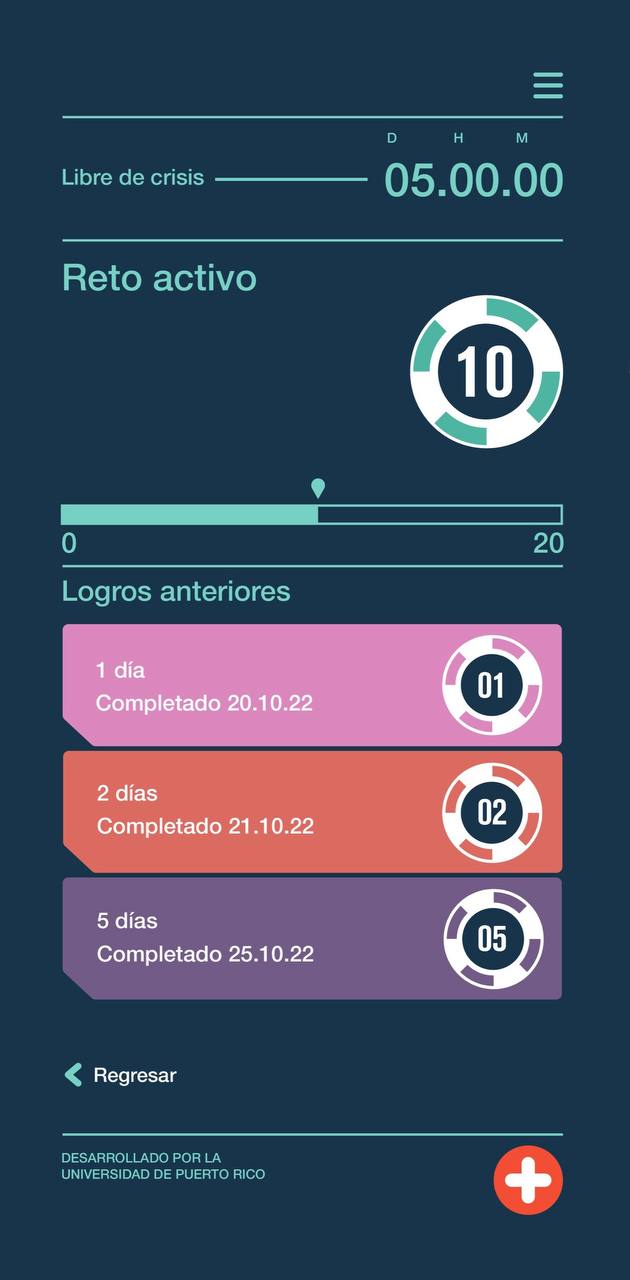 D H M
Libre de crisis 05.00.00
Reto activo
10
0 20
Logros anteriores
1 día
Completado 20.10.22
01
2 días
Completado 21.10.22
02
5 días
Completado 25.10.22
05
Regresar
DESARROLLADO POR LA
UNIVERSIDAD DE PUERTO RICO